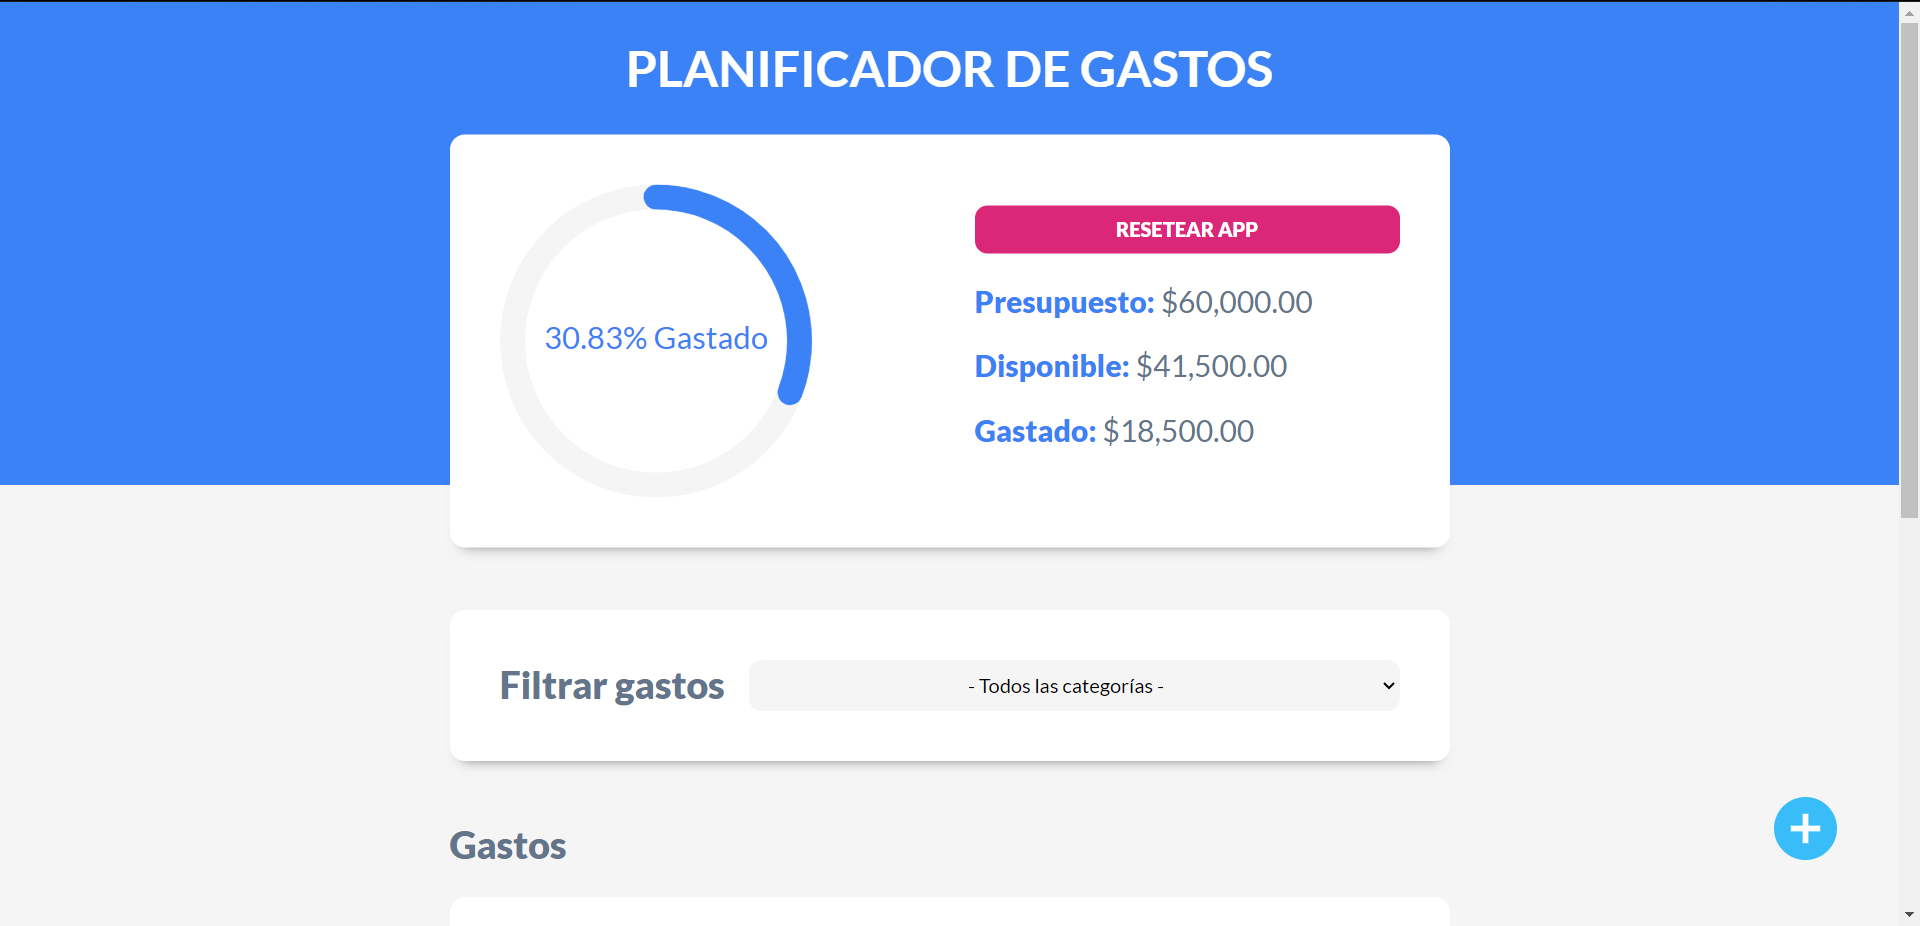 PLANIFICADOR DE GASTOS
30.83% Gastado
RESETEAR APP
Presupuesto: $60,000.00
Disponible: $41,500.00
Gastado: $18,500.00
Filtrar gastos
- Todos las categorías -
Gastos